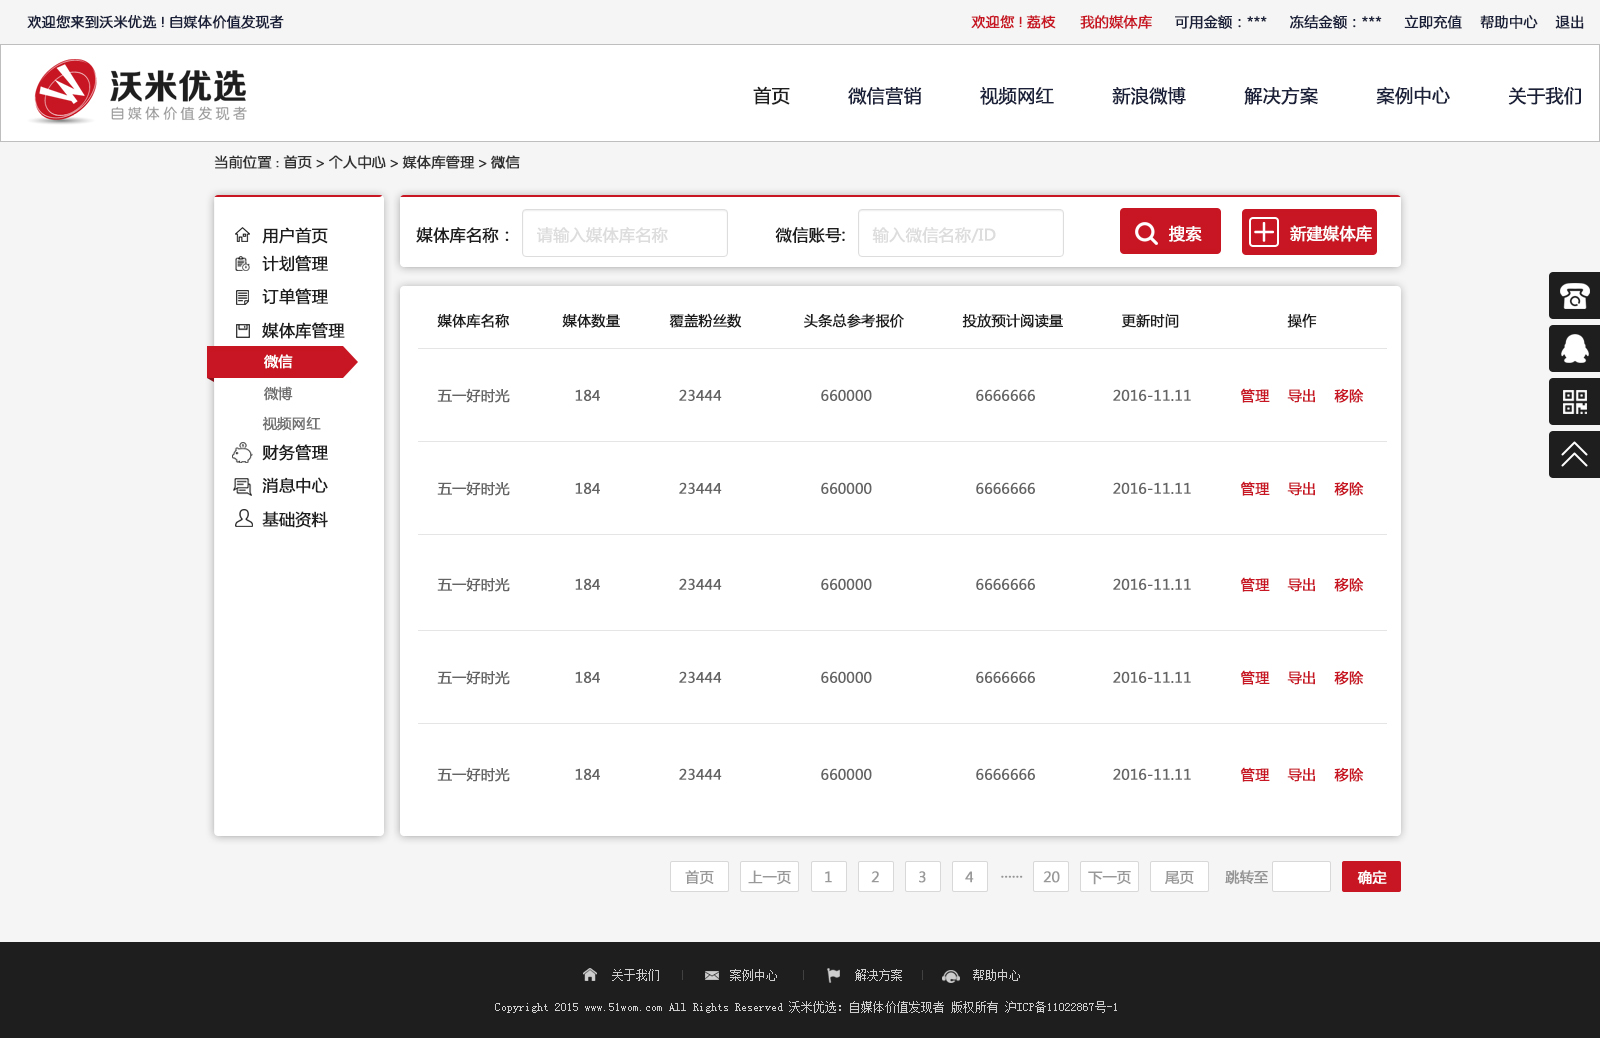 欢迎您来到沃米优选！自媒体价值发现者
欢迎您！荔枝 我的媒体库 可用金额：*** 冻结金额：*** 立即充值 帮助中心 退出
沃米优选
自媒体价值发现者
首页 微信营销 视频网红 新浪微博 解决方案 案例中心 关于我们
当前位置：首页 > 个人中心 > 媒体库管理 > 微信
用户首页
计划管理
订单管理
媒体库管理
微信
微博
视频网红
财务管理
消息中心
基础资料
媒体库名称： 请输入媒体库名称 微信账号: 输入微信名称/ID 搜索 新建媒体库
媒体库名称 媒体数量 覆盖粉丝数 头条总参考报价 投放预计阅读量 更新时间 操作
五一好时光 184 23444 660000 6666666 2016-11.11 管理 导出 移除
五一好时光 184 23444 660000 6666666 2016-11.11 管理 导出 移除
五一好时光 184 23444 660000 6666666 2016-11.11 管理 导出 移除
五一好时光 184 23444 660000 6666666 2016-11.11 管理 导出 移除
五一好时光 184 23444 660000 6666666 2016-11.11 管理 导出 移除
首页 上一页 1 2 3 4 ······ 20 下一页 尾页 跳转至 确定
关于我们 | 案例中心 | 解决方案 | 帮助中心
Copyright 2015 www.51wom.com All Rights Reserved 沃米优选: 自媒体价值发现者 版权所有 沪ICP备11022867号-1